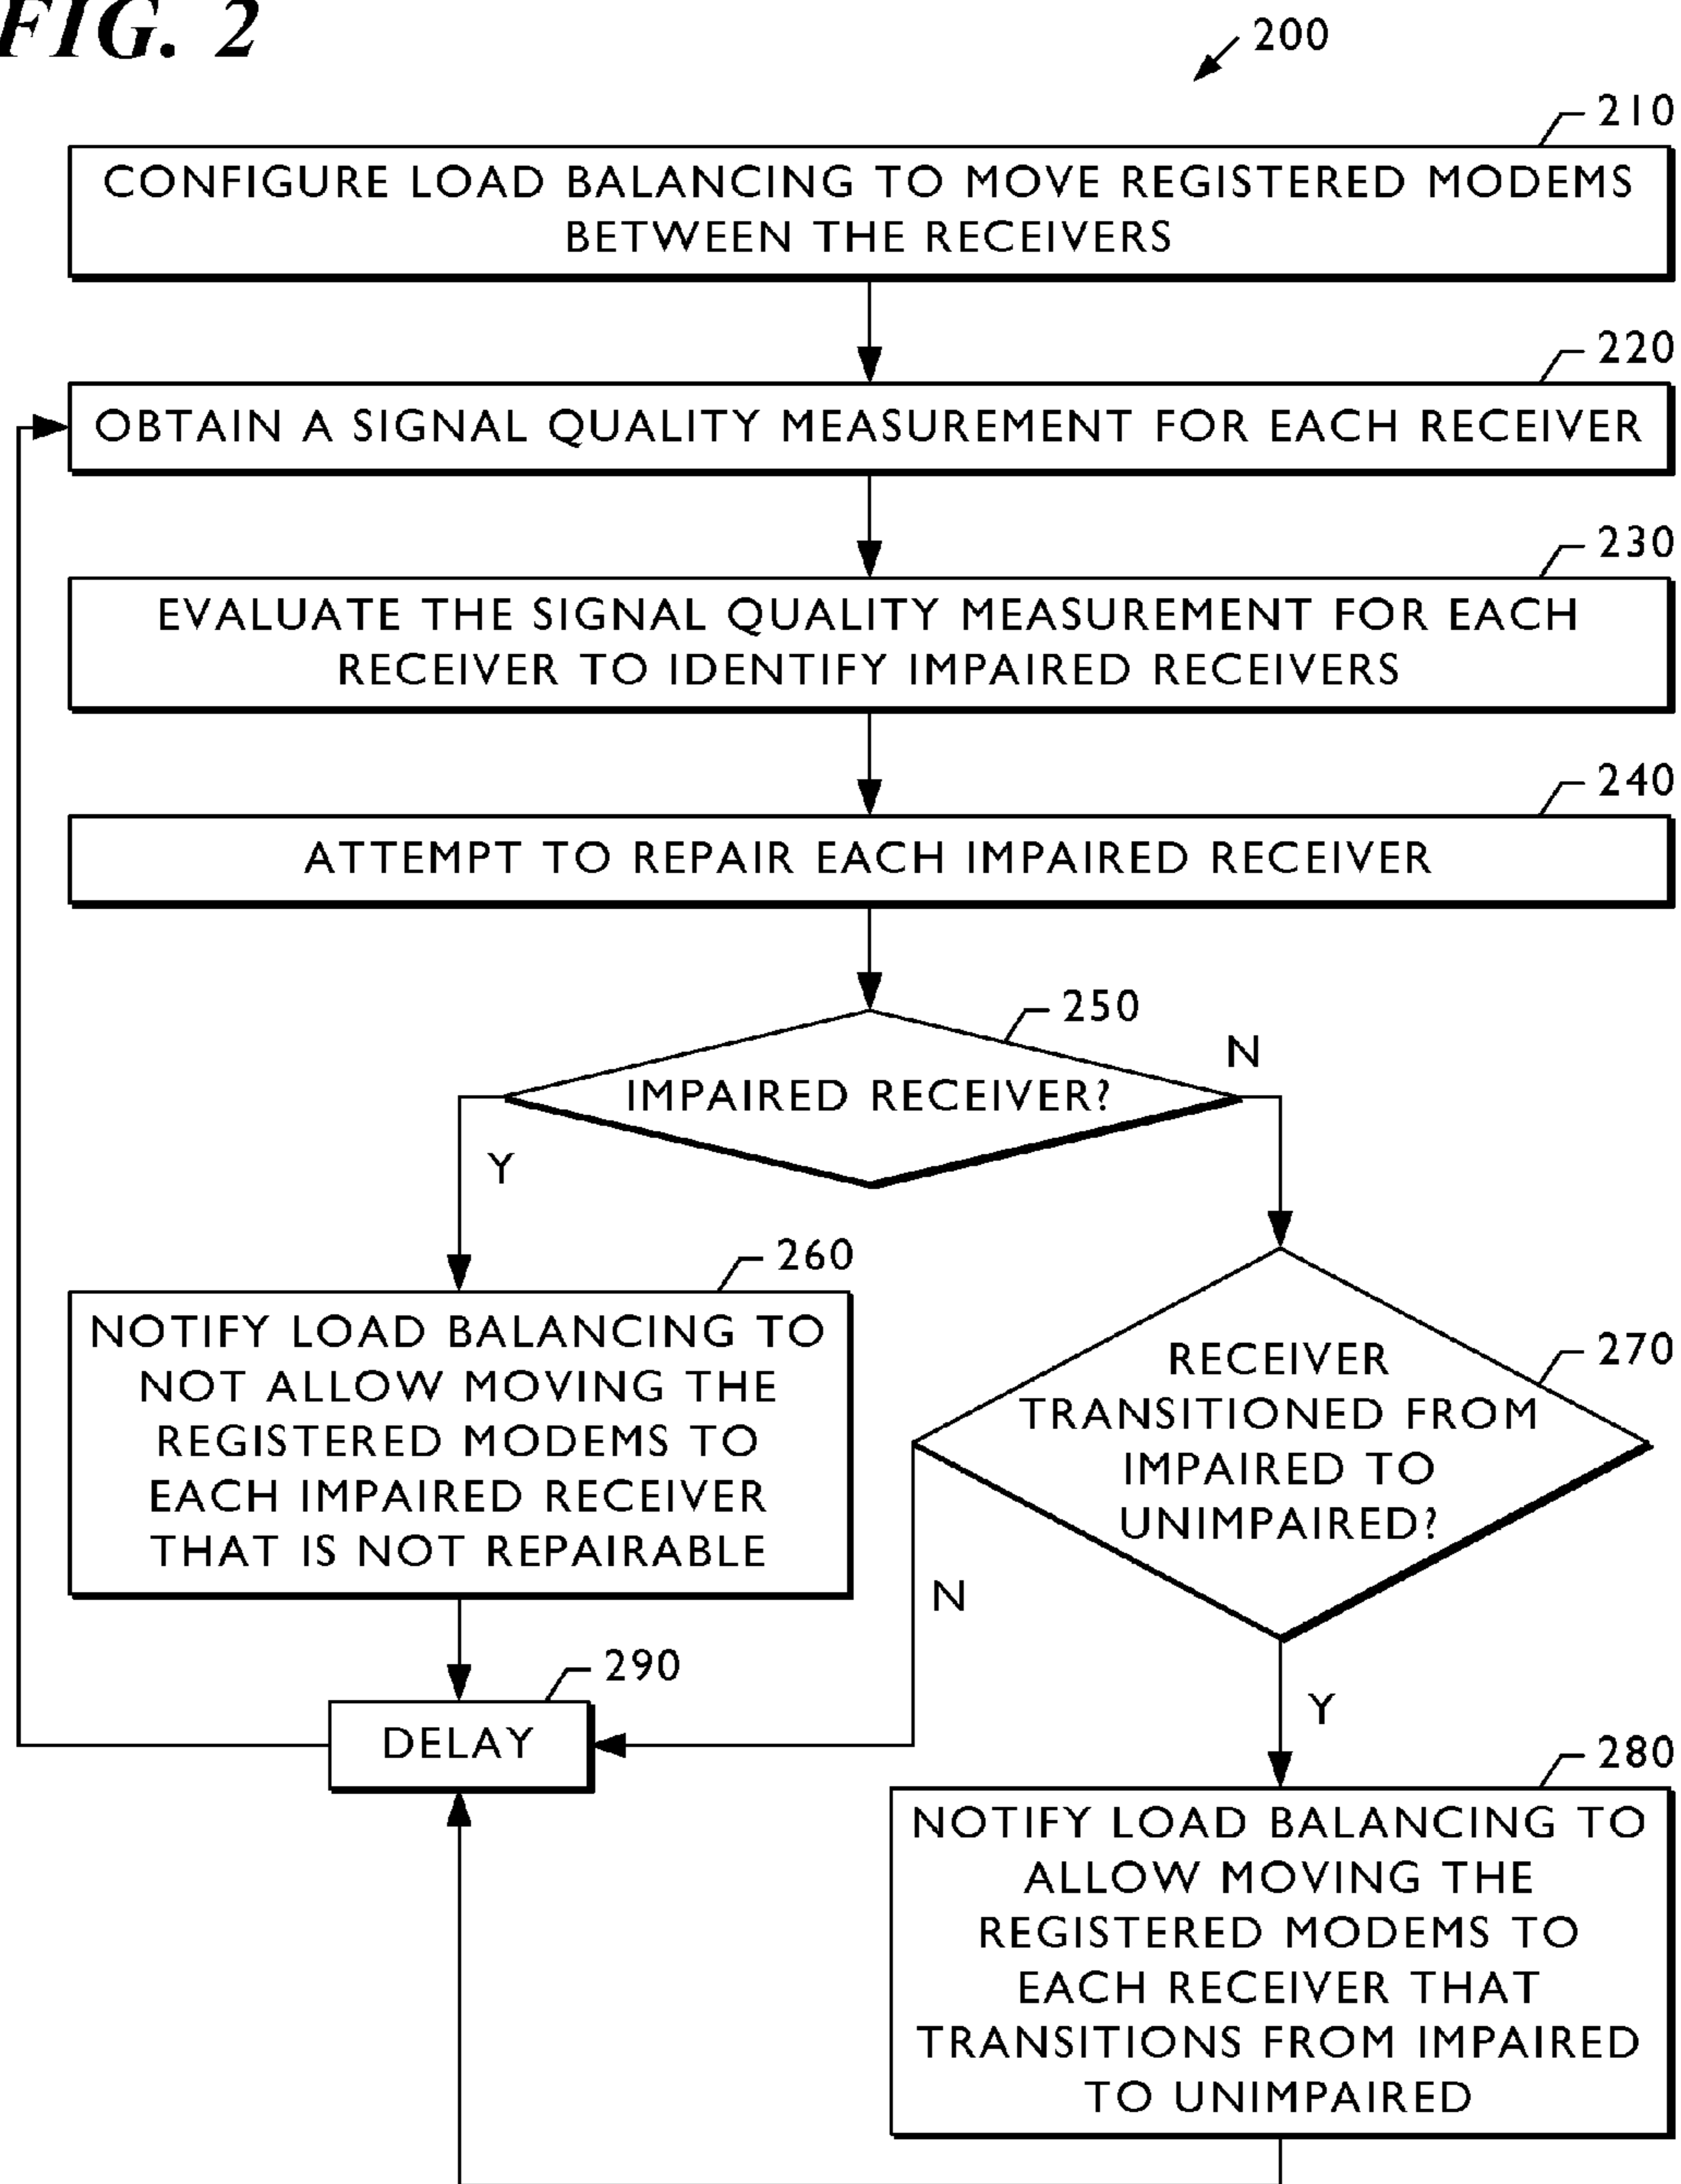 FIG. 2
200
210
CONFIGURE LOAD BALANCING TO MOVE REGISTERED MODEMS
BETWEEN THE RECEIVERS
220
OBTAIN A SIGNAL QUALITY MEASUREMENT FOR EACH RECEIVER
230
EVALUATE THE SIGNAL QUALITY MEASUREMENT FOR EACH
RECEIVER TO IDENTIFY IMPAIRED RECEIVERS
240
ATTEMPT TO REPAIR EACH IMPAIRED RECEIVER
250
N
IMPAIRED RECEIVER?
Y
260
NOTIFY LOAD BALANCING TO
NOT ALLOW MOVING THE
REGISTERED MODEMS TO
EACH IMPAIRED RECEIVER
THAT IS NOT REPAIRABLE
270
RECEIVER
TRANSITIONED FROM
IMPAIRED TO
UNIMPAIRED?
N
290
DELAY
Y
280
NOTIFY LOAD BALANCING TO
ALLOW MOVING THE
REGISTERED MODEMS TO
EACH RECEIVER THAT
TRANSITIONS FROM IMPAIRED
TO UNIMPAIRED